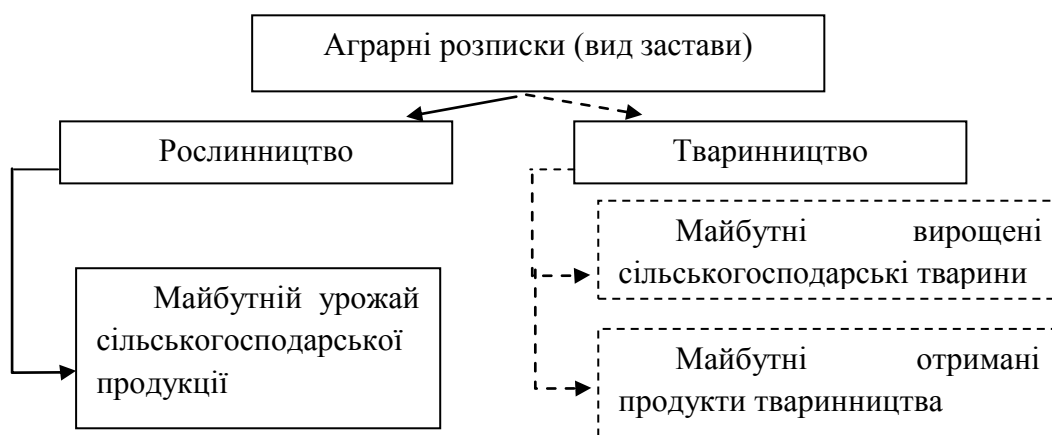 Аграрні розписки (вид застави)
Рослинництво
Тваринництво
Майбутній урожай
сільськогосподарської
продукції
Майбутні вирощені
сільськогосподарські тварини
Майбутні отримані
продукти тваринництва